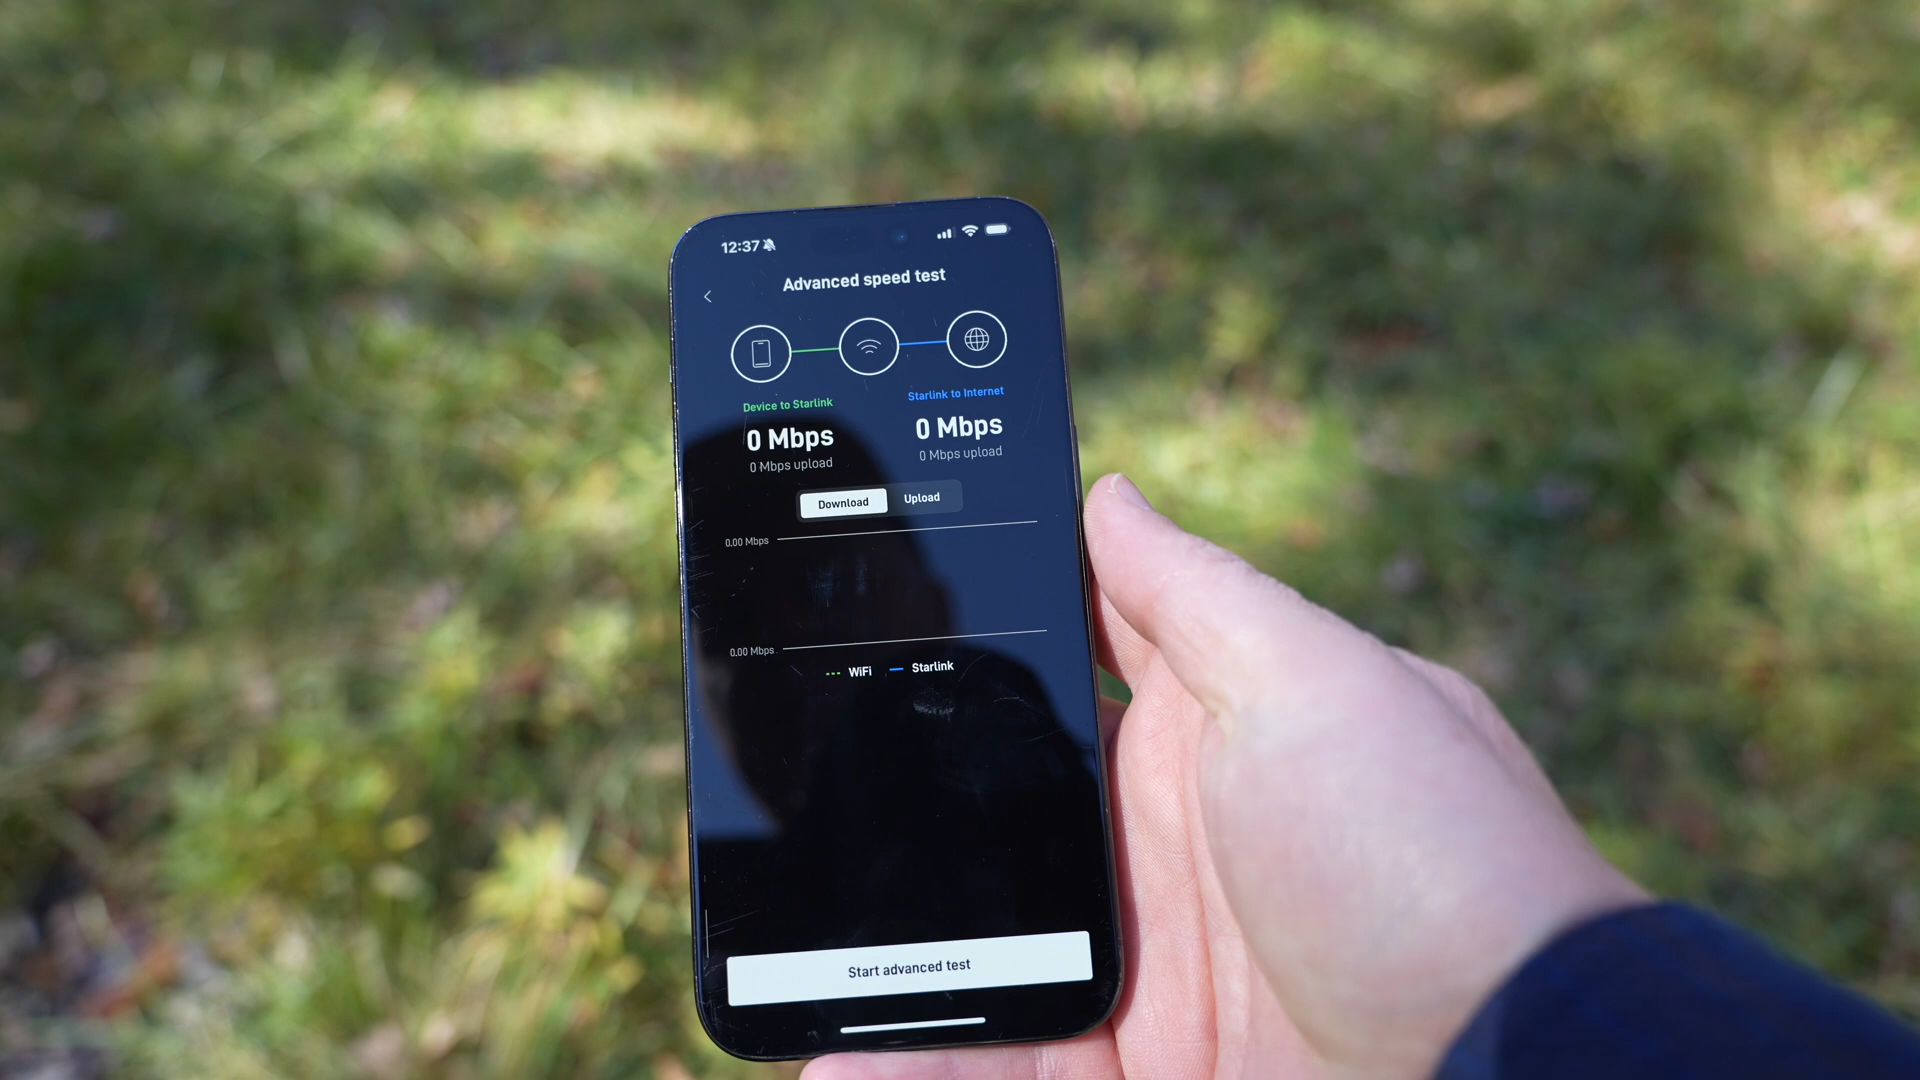 12:37
Advanced speed test
Device to Starlink
0 Mbps
0 Mbps upload
Starlink to Internet
0 Mbps
0 Mbps upload
Download
Upload
0.00 Mbps
0.00 Mbps
WiFi
Starlink
Start advanced test